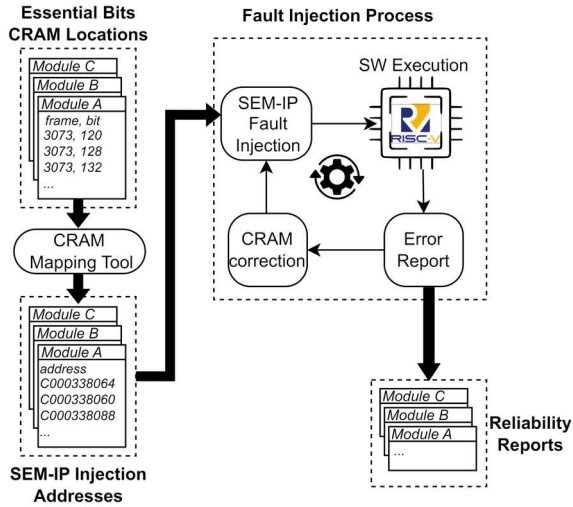 Essential Bits
CRAM Locations
Module C
Module B
Module A
frame, bit
3073, 120
3073, 128
3073, 132
...
CRAM
Mapping Tool
Module C
Module B
Module A
address
C000338064
C000338060
C000338088
...
SEM-IP Injection
Addresses
Fault Injection Process
SEM-IP
Fault
Injection
SW Execution
RISC-V
CRAM
correction
Error
Report
Module C
Module B
Module A
...
Reliability
Reports